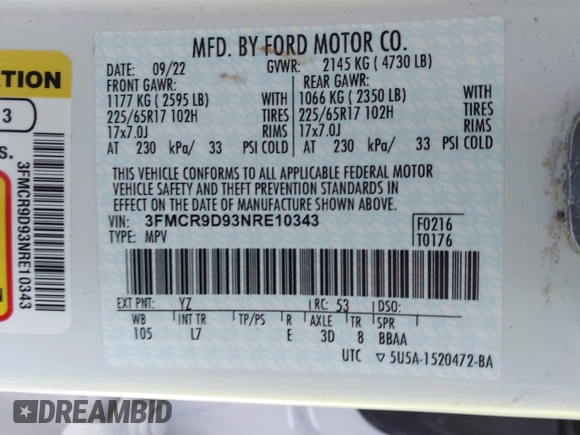 MFD. BY FORD MOTOR CO.
DATE: 09/22 GVWR: 2145 KG ( 4730 LB)
FRONT GAWR: REAR GAWR:
1177 KG ( 2595 LB) WITH 1066 KG ( 2350 LB) WITH
225/65R17 102H TIRES 225/65R17 102H TIRES
17x7.0J RIMS 17x7.0J RIMS
AT 230 kPa/ 33 PSI COLD AT 230 kPa/ 33 PSI COLD
THIS VEHICLE CONFORMS TO ALL APPLICABLE FEDERAL MOTOR
VEHICLE SAFETY AND THEFT PREVENTION STANDARDS IN
EFFECT ON THE DATE OF MANUFACTURE SHOWN ABOVE.
VIN: 3FMCR9D93NRE10343 F0216
TYPE: MPV T0176
EXT PNT: YZ RC: 53 DSO:
WB INT TR TP/PS R AXLE TR SPR
105 L7 E 3D 8 BBAA
UTC ▽ 5U5A-1520472-BA
ATION
3
S.
3FMCR9D93NRE10343
DREAMBID